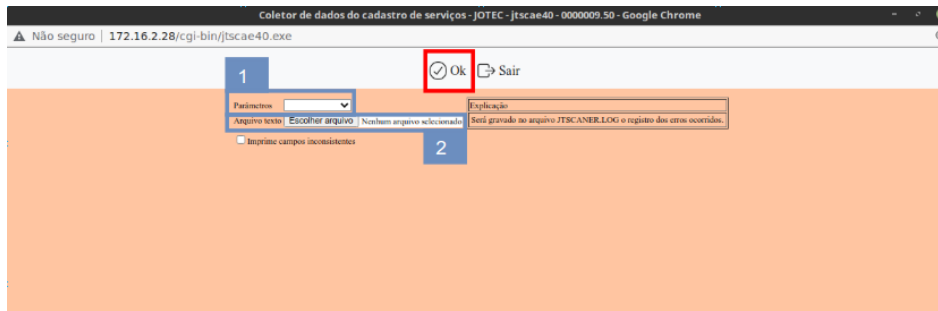 Coletor de dados do cadastro de serviços - JOTEC - jtscae40 - 0000009.50 - Google Chrome
Não seguro | 172.16.2.28/cgi-bin/jtscae40.exe
Ok Sair
1
Parâmetros
Explicação
Arquivo texto Escolher arquivo Nenhum arquivo selecionado
Será gravado no arquivo JTSCANER.LOG o registro dos erros ocorridos.
Imprime campos inconsistentes
2